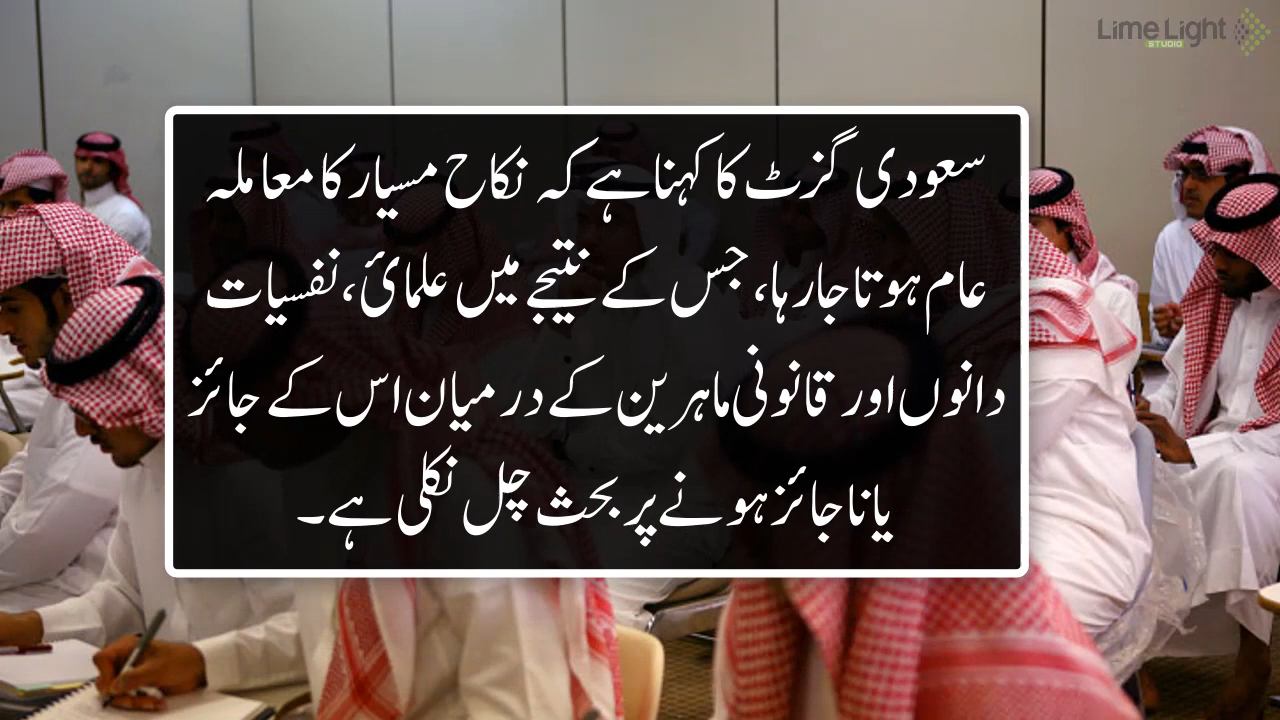 Lime Light
STUDIO
سعودی گزٹ کا کہنا ہے کہ نکاح مسیار کا معاملہ
عام ہوتا جا رہا، جس کے نتیجے میں علمائ، نفسیات
دانوں اور قانونی ماہرین کے درمیان اس کے جائز
یا ناجائز ہونے پر بحث چل نکلی ہے۔